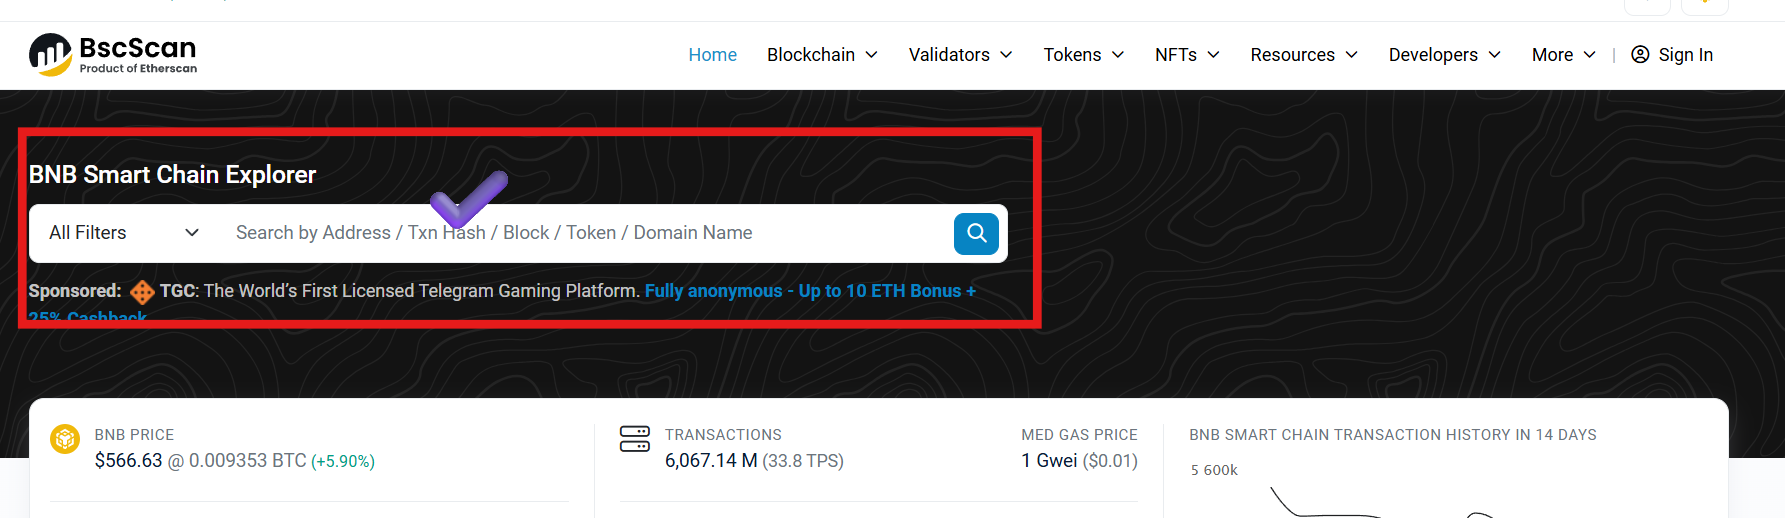 BscScan
Product of Etherscan
Home Blockchain Validators Tokens NFTs Resources Developers More | Sign In
BNB Smart Chain Explorer
All Filters Search by Address / Txn Hash / Block / Token / Domain Name
Sponsored: TGC: The World's First Licensed Telegram Gaming Platform. Fully anonymous - Up to 10 ETH Bonus +
25% Cashback
BNB PRICE
$566.63 @ 0.009353 BTC (+5.90%)
TRANSACTIONS
6,067.14 M (33.8 TPS)
MED GAS PRICE
1 Gwei ($0.01)
BNB SMART CHAIN TRANSACTION HISTORY IN 14 DAYS
5 600k